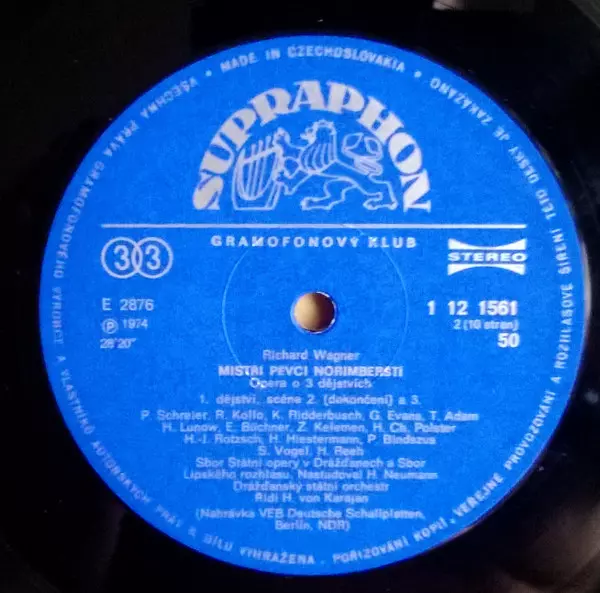 VŠECHNA PRÁVA GRAMOFONOVÉHO VÝROBCE A VLASTNÍKŮ AUTORSKÝCH PRÁV K DÍLU VYHRAŽENA. POŘIZOVÁNÍ KOPIÍ, VEŘEJNÉ PROVOZOVÁNÍ A ROZHLASOVÉ ŠÍŘENÍ TÉTO DESKY JE ZAKÁZÁNO • MADE IN CZECHOSLOVAKIA •
SUPRAPHON
GRAMOFONOVÝ KLUB
33
STEREO
E 2876
1 12 1561
℗ 1974
2 (10 stran)
28'20"
50
Richard Wagner
MISTŘI PĚVCI NORIMBERŠTÍ
Opera o 3 dějstvích
1. dějství, scéna 2. (dokončení) a 3.
P. Schreier, R. Kollo, K. Ridderbusch, G. Evans, T. Adam
H. Lunow, E. Büchner, Z. Kelemen, H. Ch. Polster
H.-J. Rotzsch, H. Hiestermann, P. Bindszus
S. Vogel, H. Reeh
Sbor Státní opery v Drážďanech a Sbor
Lipského rozhlasu. Nastudoval H. Neumann
Drážďanský státní orchestr
Řídí H. von Karajan
(Nahrávka VEB Deutsche Schallplatten,
Berlin, NDR)